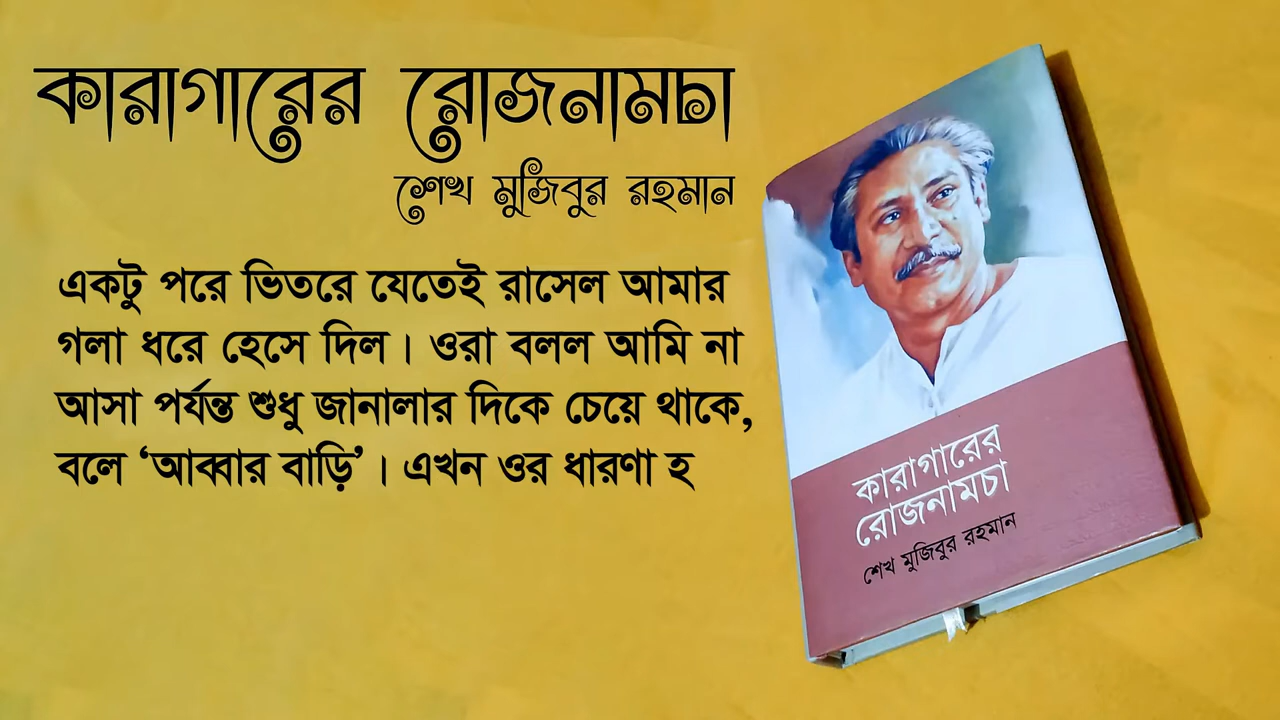 কারাগারের রোজনামচা
শেখ মুজিবুর রহমান
একটু পরে ভিতরে যেতেই রাসেল আমার
গলা ধরে হেসে দিল। ওরা বলল আমি না
আসা পর্যন্ত শুধু জানালার দিকে চেয়ে থাকে,
বলে ‘আব্বার বাড়ি’। এখন ওর ধারণা হ
কারাগারের
রোজনামচা
শেখ মুজিবুর রহমান